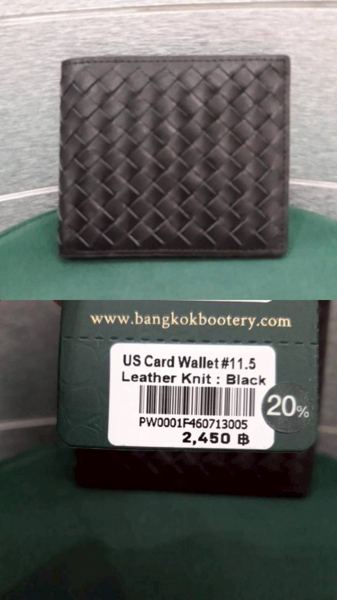 www.bangkokbootery.com
US Card Wallet #11.5
Leather Knit : Black
20%
PW0001F460713005
2,450 ฿